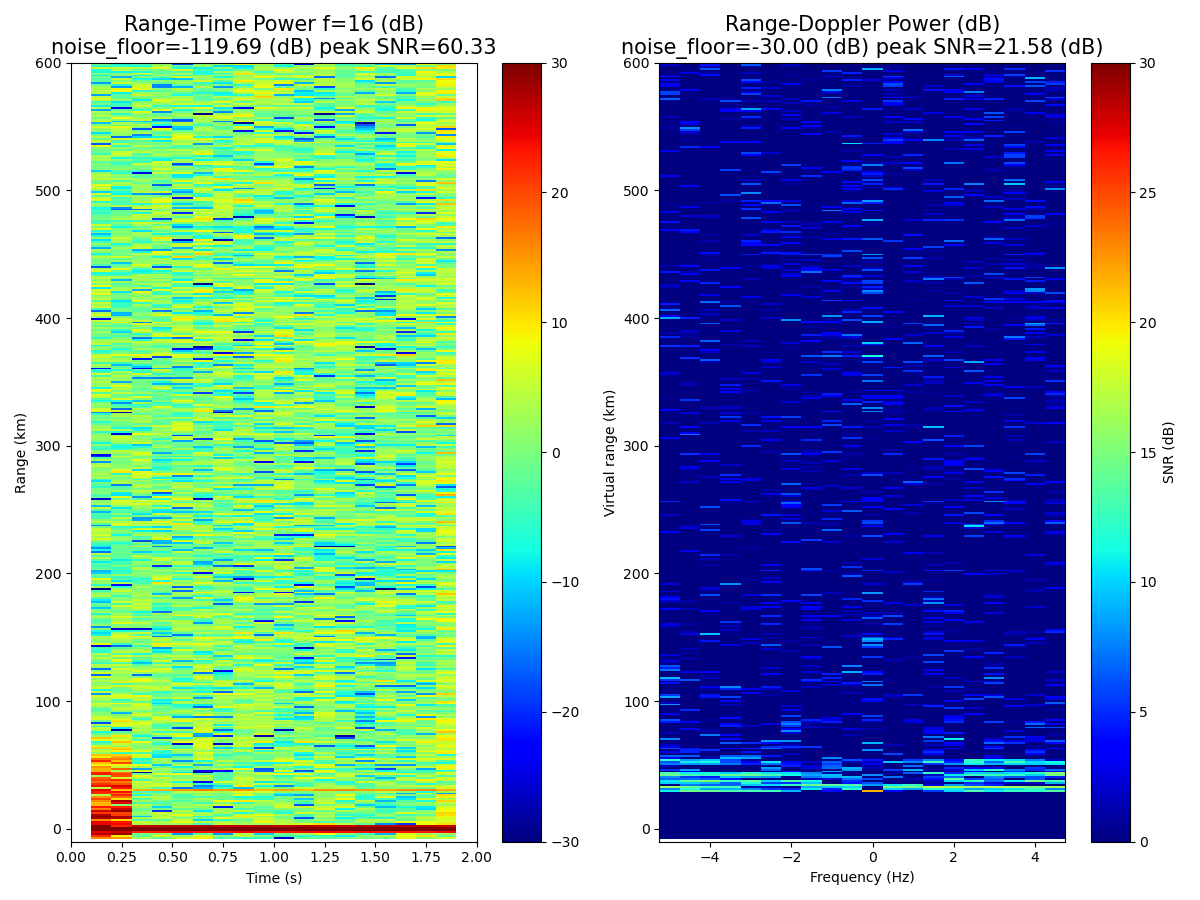 Range-Time Power f=16 (dB)
noise_floor=-119.69 (dB) peak SNR=60.33
Range-Doppler Power (dB)
noise_floor=-30.00 (dB) peak SNR=21.58 (dB)
600
500
400
300
200
100
0
Range (km)
0.00 0.25 0.50 0.75 1.00 1.25 1.50 1.75 2.00
Time (s)
30
20
10
0
−10
−20
−30
600
500
400
300
200
100
0
Virtual range (km)
−4 −2 0 2 4
Frequency (Hz)
30
25
20
15
10
5
0
SNR (dB)